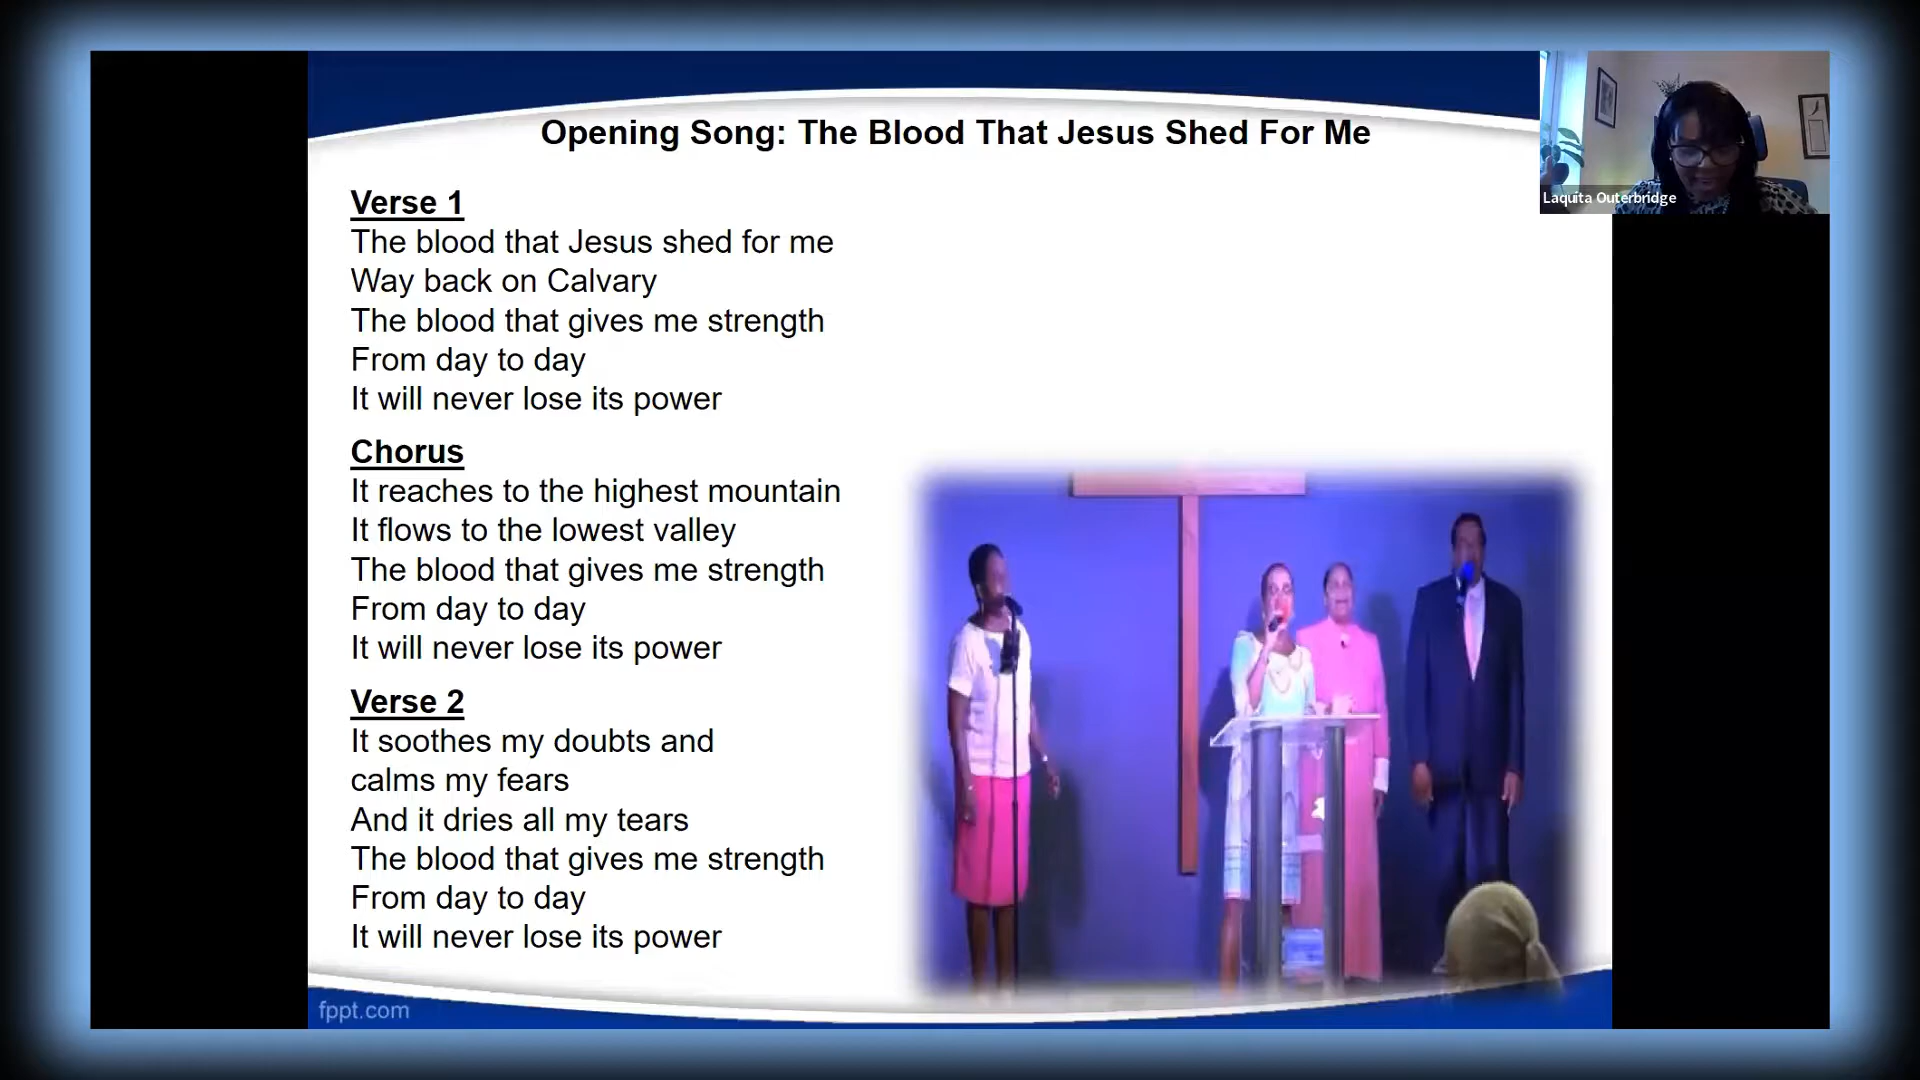 Opening Song: The Blood That Jesus Shed For Me
Laquita Outerbridge
Verse 1
The blood that Jesus shed for me
Way back on Calvary
The blood that gives me strength
From day to day
It will never lose its power
Chorus
It reaches to the highest mountain
It flows to the lowest valley
The blood that gives me strength
From day to day
It will never lose its power
Verse 2
It soothes my doubts and
calms my fears
And it dries all my tears
The blood that gives me strength
From day to day
It will never lose its power
fppt.com